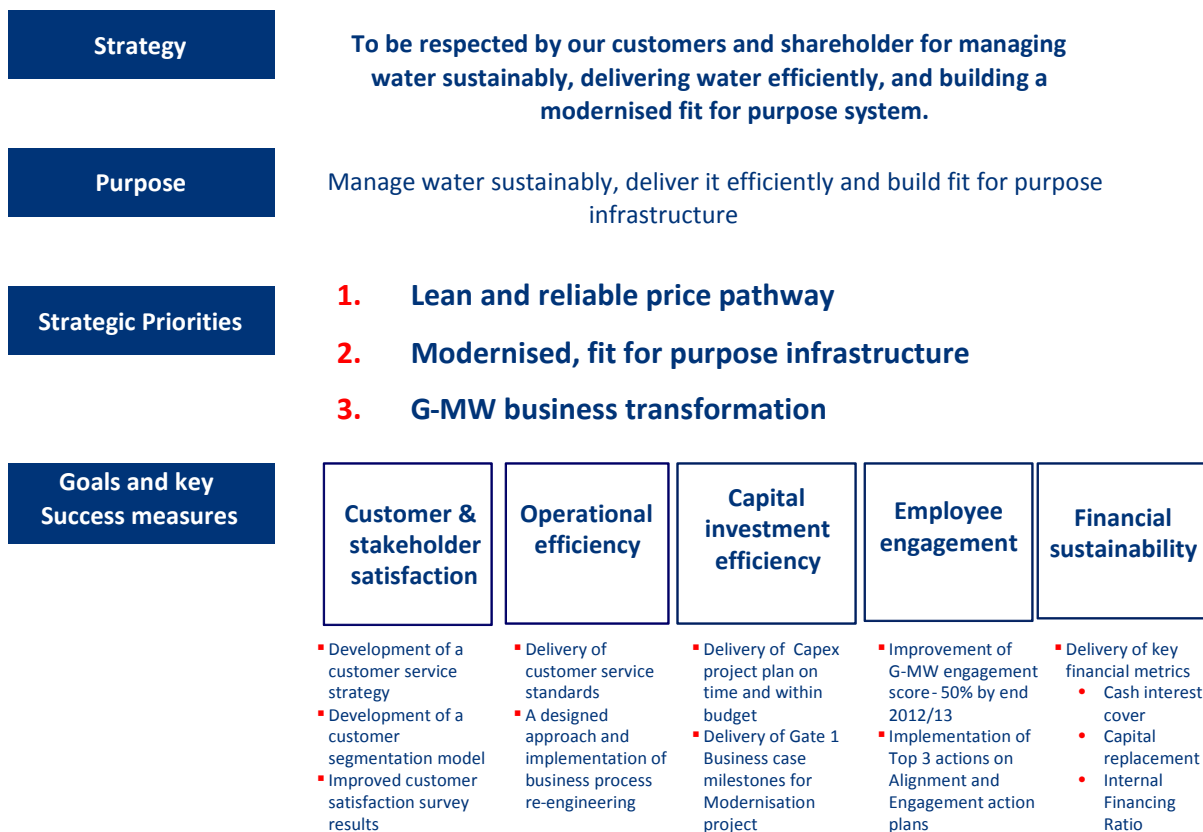 Strategy
To be respected by our customers and shareholder for managing
water sustainably, delivering water efficiently, and building a
modernised fit for purpose system.
Purpose
Manage water sustainably, deliver it efficiently and build fit for purpose
infrastructure
Strategic Priorities
1. Lean and reliable price pathway
2. Modernised, fit for purpose infrastructure
3. G-MW business transformation
Goals and key
Success measures
Customer &
stakeholder
satisfaction
▪ Development of a
customer service
strategy
▪ Development of a
customer
segmentation model
▪ Improved customer
satisfaction survey
results
Operational
efficiency
▪ Delivery of
customer service
standards
▪ A designed
approach and
implementation of
business process
re-engineering
Capital
investment
efficiency
▪ Delivery of Capex
project plan on
time and within
budget
▪ Delivery of Gate 1
Business case
milestones for
Modernisation
project
Employee
engagement
▪ Improvement of
G-MW engagement
score - 50% by end
2012/13
▪ Implementation of
Top 3 actions on
Alignment and
Engagement action
plans
Financial
sustainability
▪ Delivery of key
financial metrics
• Cash interest
cover
• Capital
replacement
• Internal
Financing
Ratio